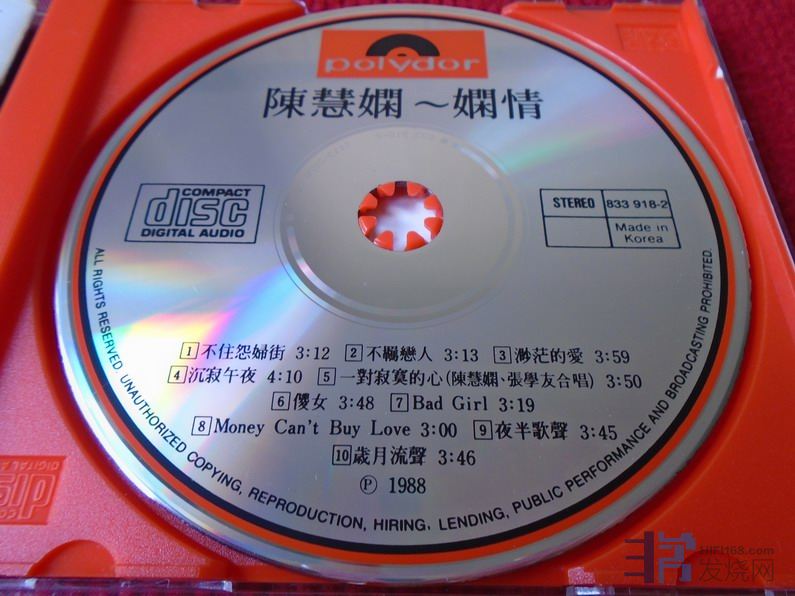 polydor
陳慧嫻～嫻情
COMPACT
disc
DIGITAL AUDIO
STEREO 833 918-2
Made in
Korea
1 不住怨婦街 3:12 2 不羈戀人 3:13 3 渺茫的愛 3:59
4 沉寂午夜 4:10 5 一對寂寞的心(陳慧嫻、張學友合唱) 3:50
6 儍女 3:48 7 Bad Girl 3:19
8 Money Can't Buy Love 3:00 9 夜半歌聲 3:45
10 歲月流聲 3:46
Ⓟ 1988
ALL RIGHTS RESERVED. UNAUTHORIZED COPYING, REPRODUCTION, HIRING, LENDING, PUBLIC PERFORMANCE AND BROADCASTING PROHIBITED.
HIFI168.com
发烧网